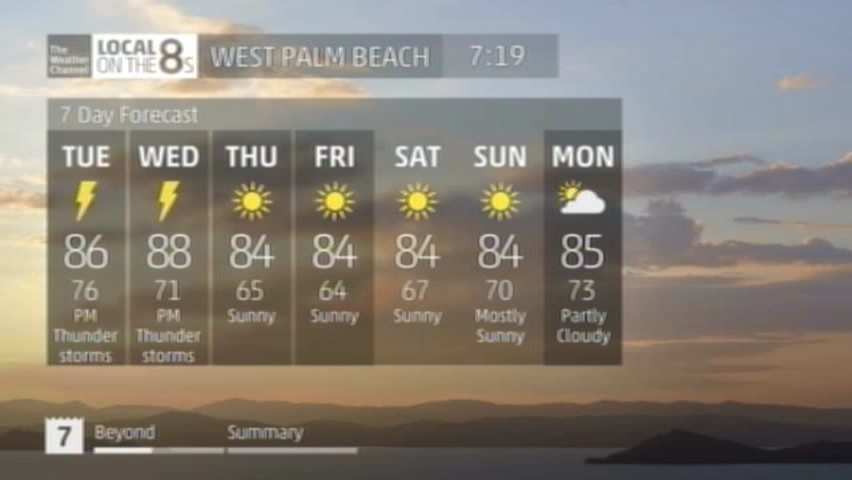 The Weather Channel LOCAL ON THE 8s WEST PALM BEACH 7:19
7 Day Forecast
TUE WED THU FRI SAT SUN MON
86 88 84 84 84 84 85
76 71 65 64 67 70 73
PM PM Sunny Sunny Sunny Mostly Partly
Thunder Thunder Sunny Cloudy
storms storms
7 Beyond Summary